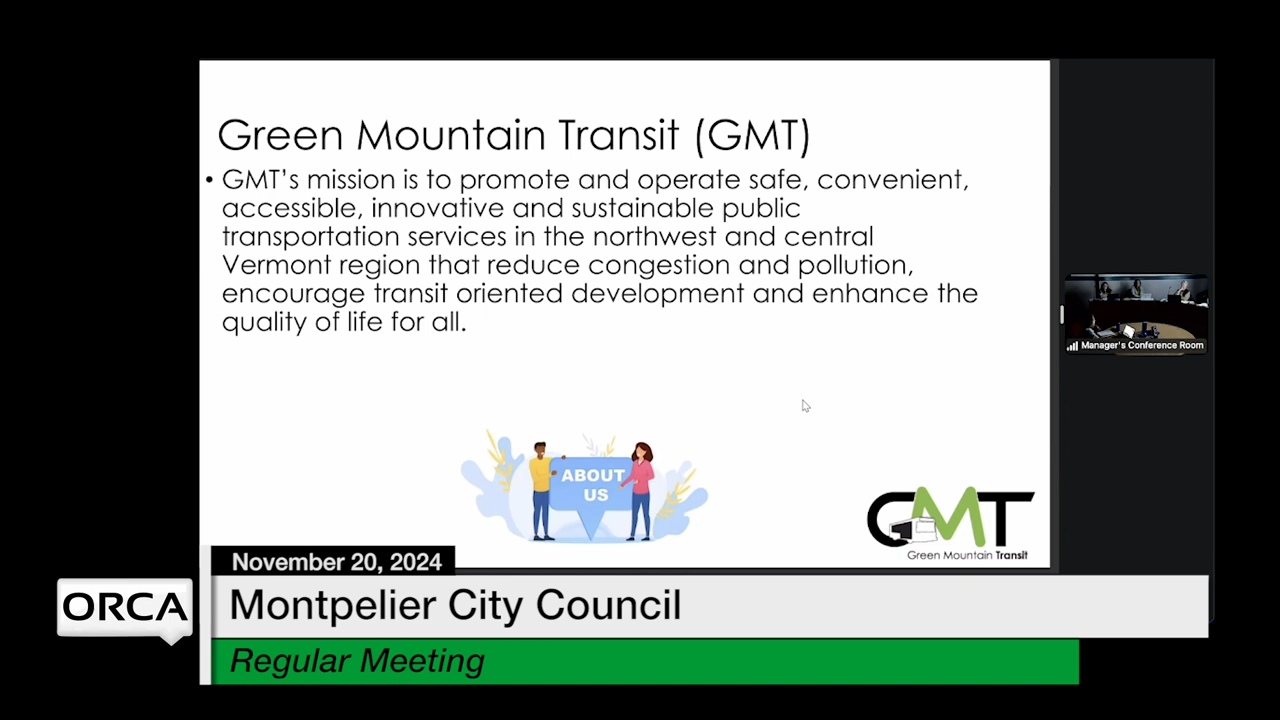 Green Mountain Transit (GMT)
• GMT's mission is to promote and operate safe, convenient,
accessible, innovative and sustainable public
transportation services in the northwest and central
Vermont region that reduce congestion and pollution,
encourage transit oriented development and enhance the
quality of life for all.
Manager's Conference Room
ABOUT
US
GMT
Green Mountain Transit
November 20, 2024
ORCA
Montpelier City Council
Regular Meeting